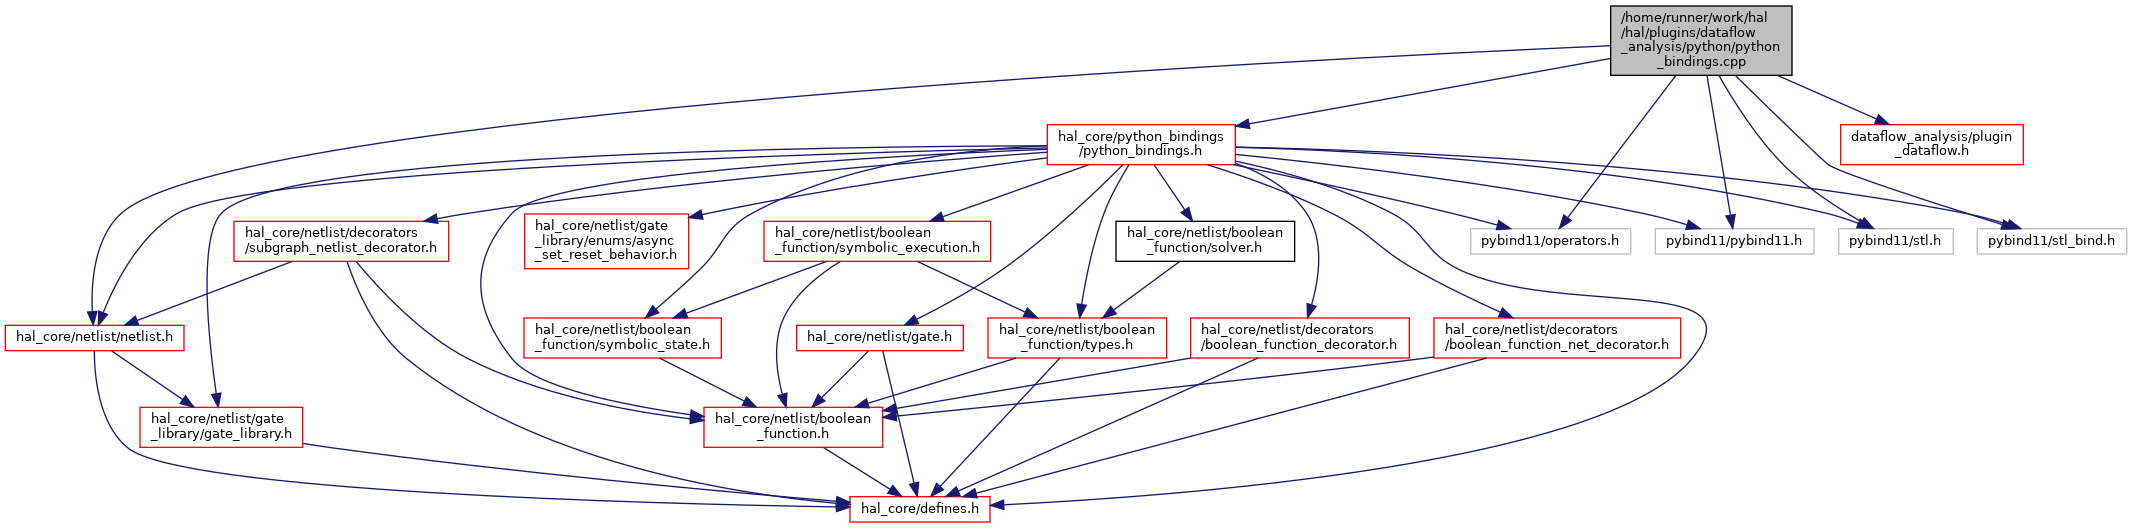 /home/runner/work/hal
/hal/plugins/dataflow
_analysis/python/python
_bindings.cpp
hal_core/python_bindings
/python_bindings.h
dataflow_analysis/plugin
_dataflow.h
hal_core/netlist/decorators
/subgraph_netlist_decorator.h
hal_core/netlist/gate
_library/enums/async
_set_reset_behavior.h
hal_core/netlist/boolean
_function/symbolic_execution.h
hal_core/netlist/boolean
_function/solver.h
pybind11/operators.h
pybind11/pybind11.h
pybind11/stl.h
pybind11/stl_bind.h
hal_core/netlist/netlist.h
hal_core/netlist/boolean
_function/symbolic_state.h
hal_core/netlist/gate.h
hal_core/netlist/boolean
_function/types.h
hal_core/netlist/decorators
/boolean_function_decorator.h
hal_core/netlist/decorators
/boolean_function_net_decorator.h
hal_core/netlist/gate
_library/gate_library.h
hal_core/netlist/boolean
_function.h
hal_core/defines.h